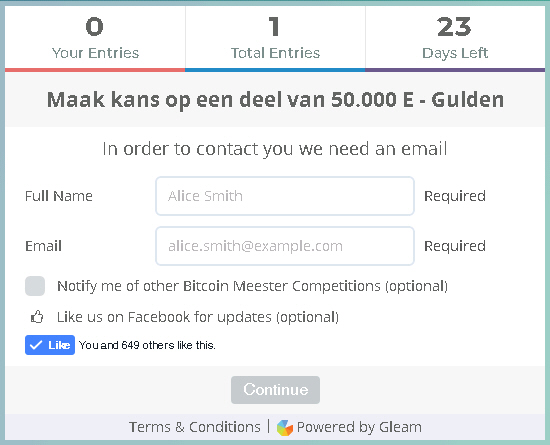 0 1 23
Your Entries Total Entries Days Left
Maak kans op een deel van 50.000 E - Gulden
In order to contact you we need an email
Full Name Alice Smith Required
Email alice.smith@example.com Required
Notify me of other Bitcoin Meester Competitions (optional)
Like us on Facebook for updates (optional)
Like You and 649 others like this.
Continue
Terms & Conditions | Powered by Gleam